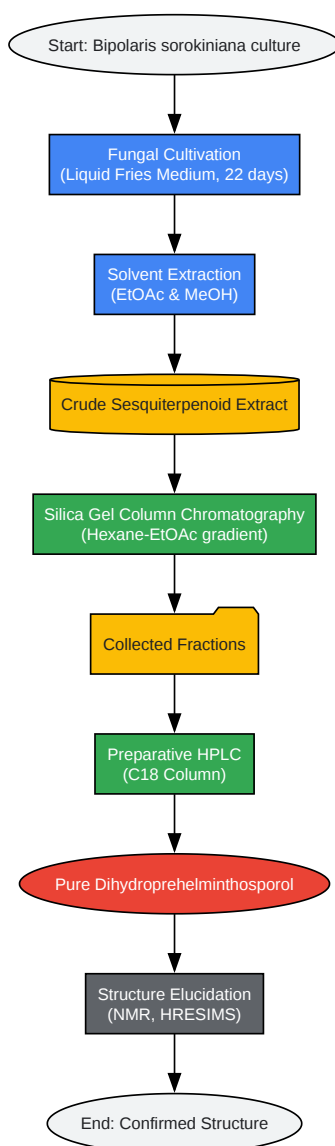 Start: Bipolaris sorokiniana culture
Fungal Cultivation
(Liquid Fries Medium, 22 days)
Solvent Extraction
(EtOAc & MeOH)
Crude Sesquiterpenoid Extract
Silica Gel Column Chromatography
(Hexane-EtOAc gradient)
Collected Fractions
Preparative HPLC
(C18 Column)
Pure Dihydroprehelminthosporol
Structure Elucidation
(NMR, HRESIMS)
End: Confirmed Structure